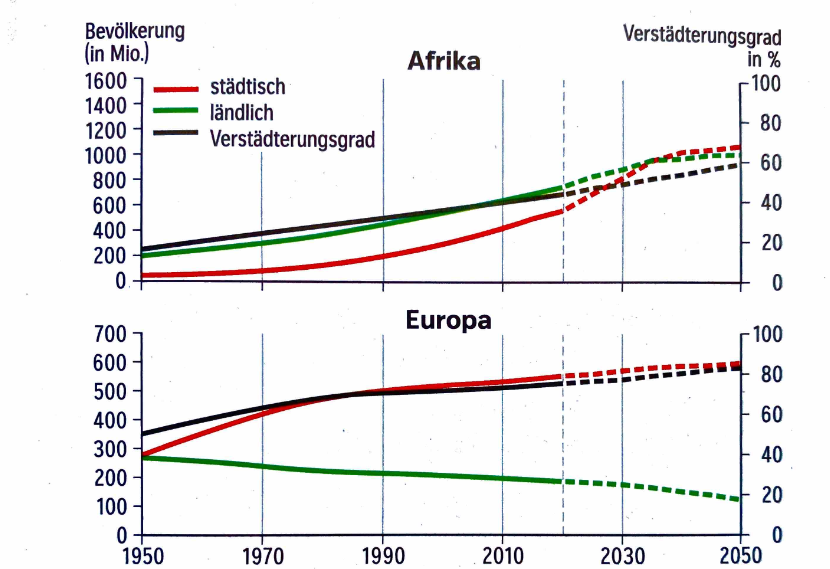 Bevölkerung
(in Mio.)
Verstädterungsgrad
in %
Afrika
1600
1400
1200
1000
800
600
400
200
0
städtisch
ländlich
Verstädterungsgrad
100
80
60
40
20
0
Europa
700
600
500
400
300
200
100
0
100
80
60
40
20
0
1950 1970 1990 2010 2030 2050